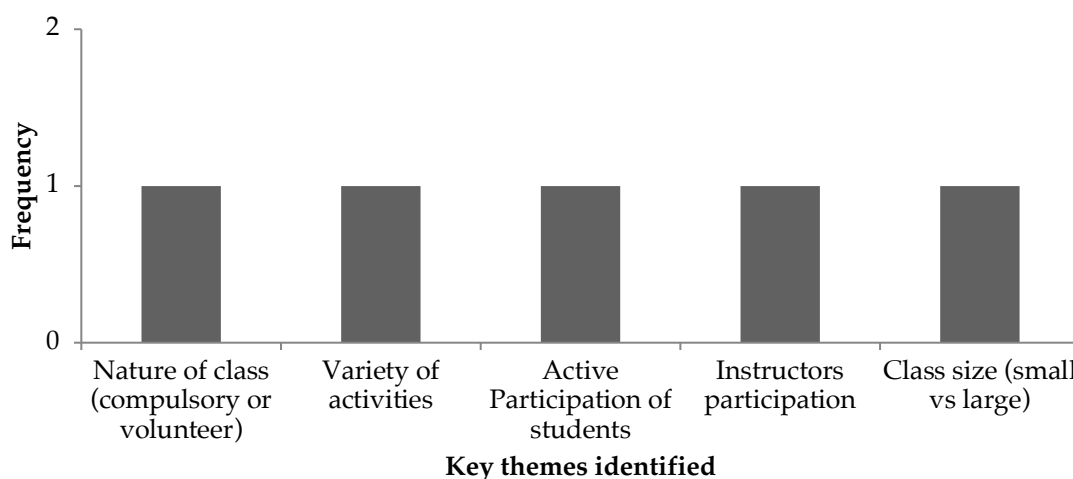 2
1
0
Frequency
Nature of class
(compulsory or
volunteer)
Variety of
activities
Active
Participation of
students
Instructors
participation
Class size (small
vs large)
Key themes identified